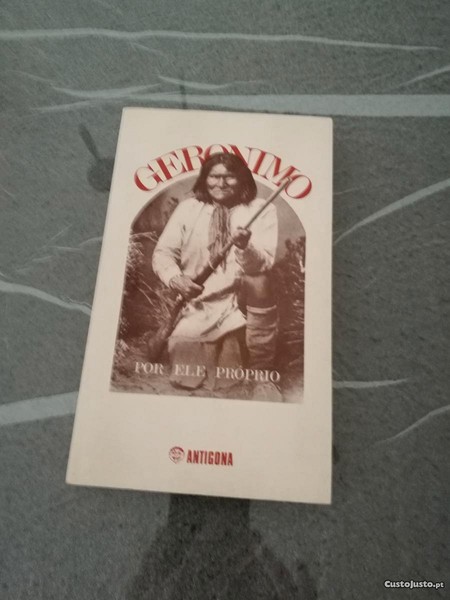 GERONIMO
POR ELE PRÓPRIO
ANTIGONA
CustoJusto.pt